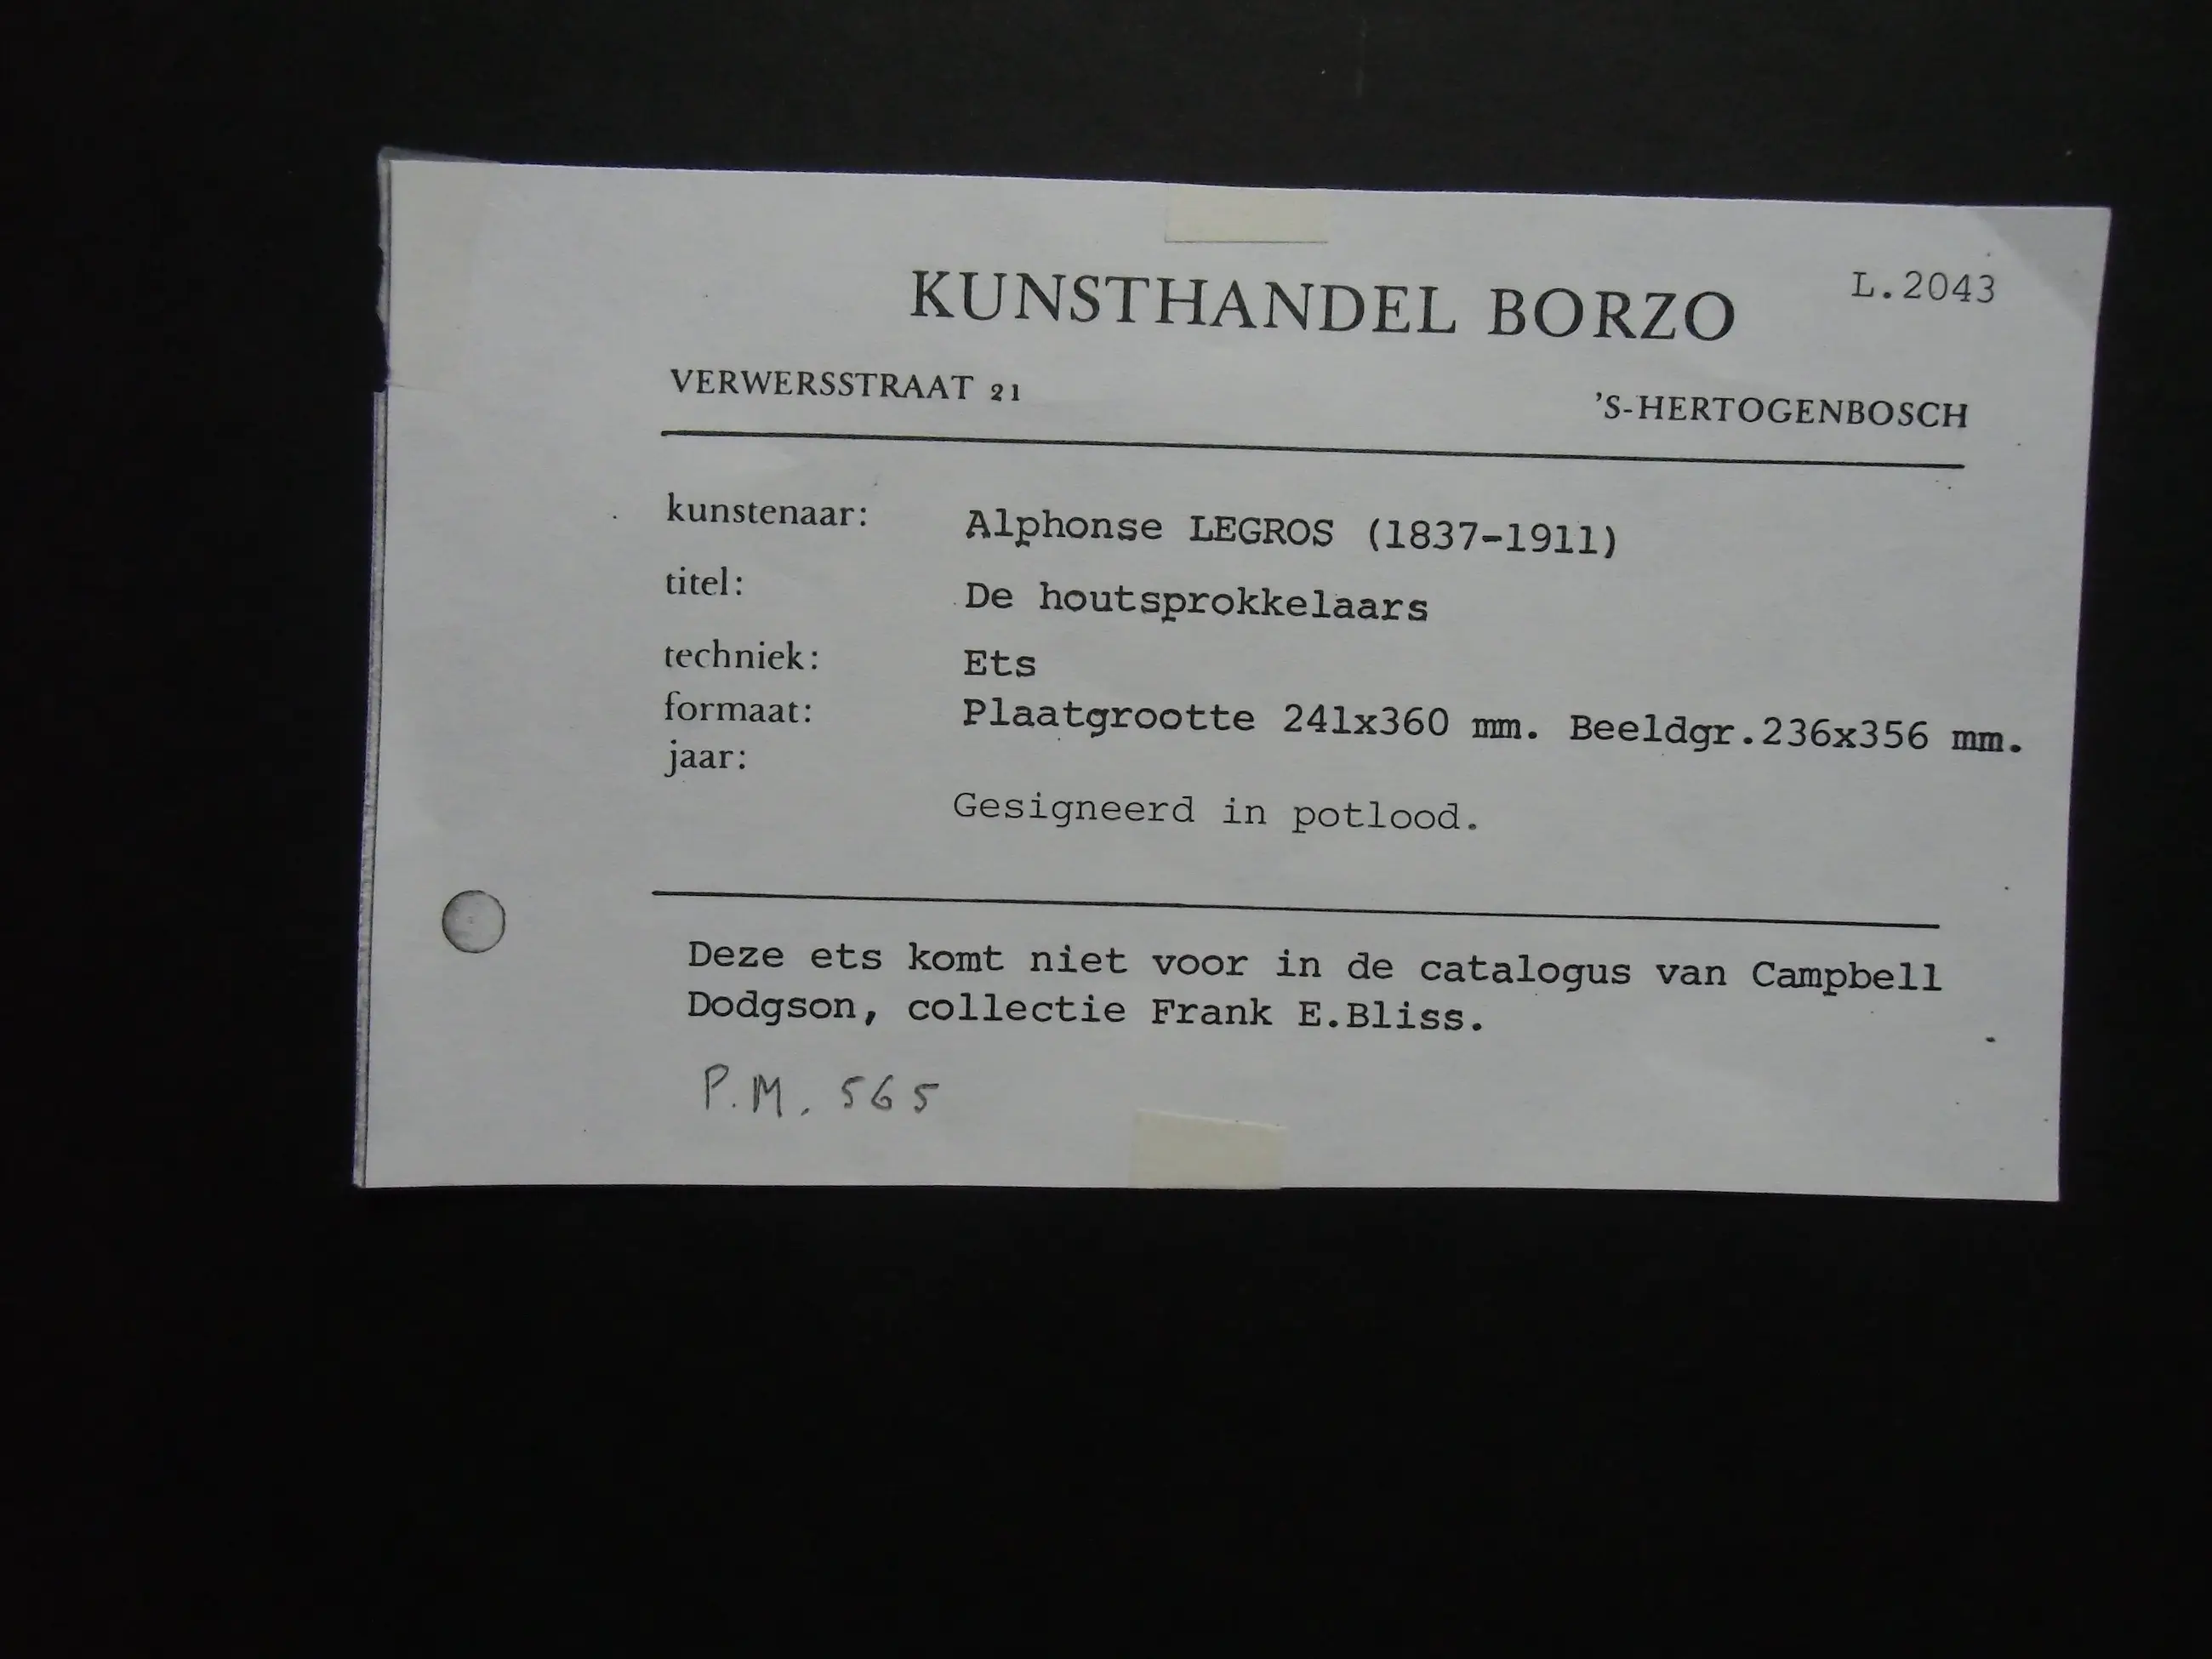 KUNSTHANDEL BORZO L.2043
VERWERSSTRAAT 21 'S-HERTOGENBOSCH
kunstenaar: Alphonse LEGROS (1837-1911)
titel: De houtsprokkelaars
techniek: Ets
formaat: Plaatgrootte 241x360 mm. Beeldgr.236x356 mm.
jaar:
Gesigneerd in potlood.
Deze ets komt niet voor in de catalogus van Campbell
Dodgson, collectie Frank E.Bliss.
P.M. 565